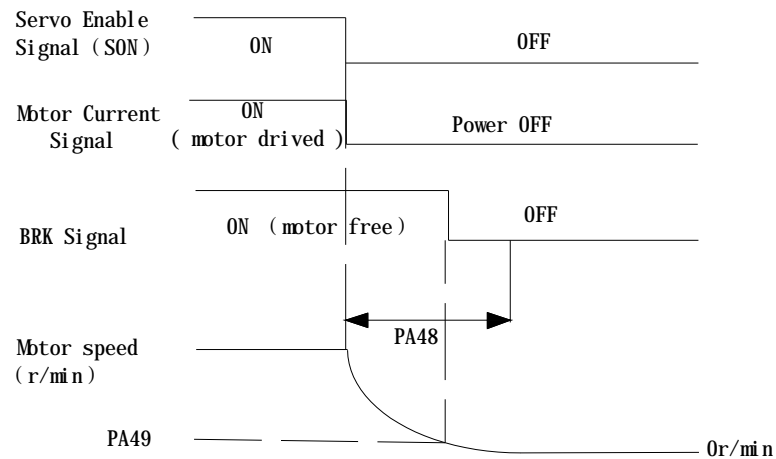 Servo Enable
Signal (SON)
ON
OFF
Motor Current
Signal
ON
( motor drived )
Power OFF
BRK Signal
ON (motor free)
OFF
PA48
Motor speed
(r/min)
PA49
0r/min